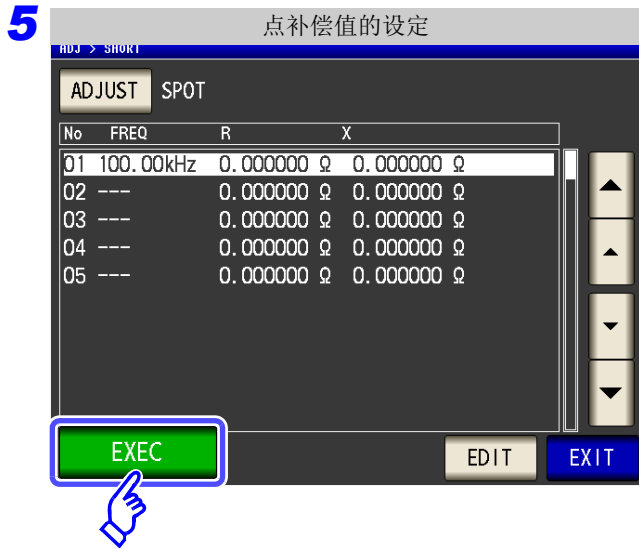 5
点补偿值的设定
ADJ > SHORT
ADJUST SPOT
No FREQ R X
01 100.00kHz 0.000000 Ω 0.000000 Ω
02 --- 0.000000 Ω 0.000000 Ω
03 --- 0.000000 Ω 0.000000 Ω
04 --- 0.000000 Ω 0.000000 Ω
05 --- 0.000000 Ω 0.000000 Ω
EXEC EDIT EXIT